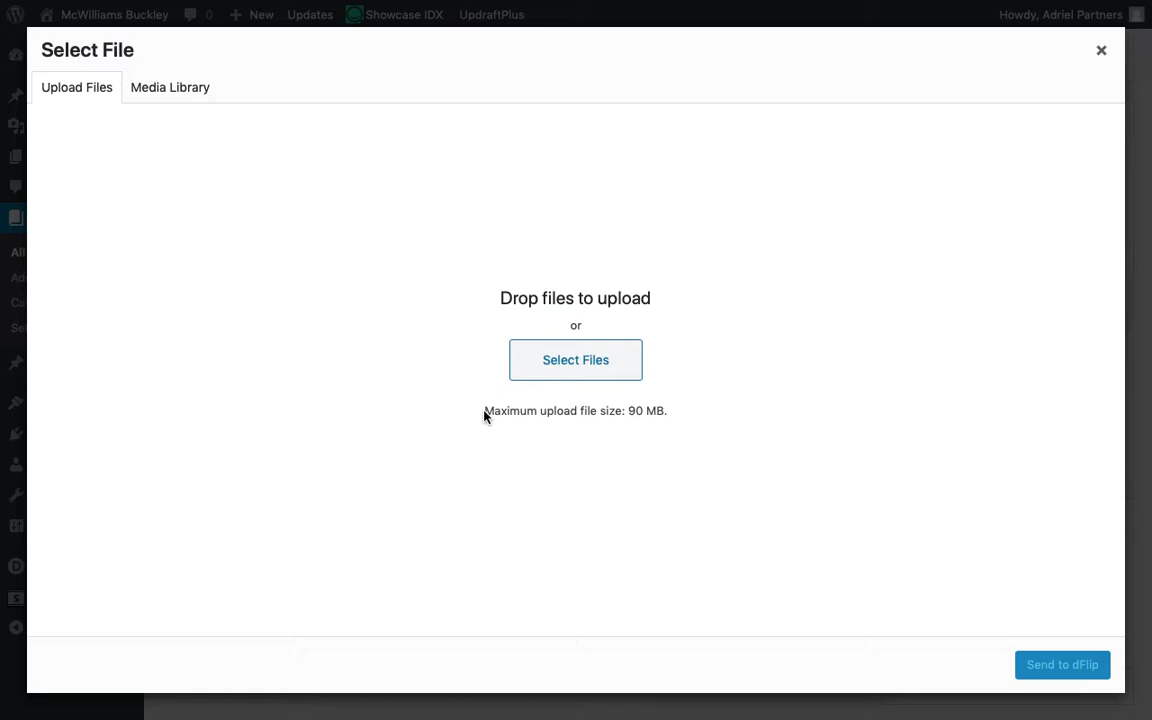 McWilliams Buckley 0 New Updates Showcase IDX UpdraftPlus Howdy, Adriel Partners
Select File
Upload Files Media Library
All
Drop files to upload
or
Select Files
Maximum upload file size: 90 MB.
Send to dFlip